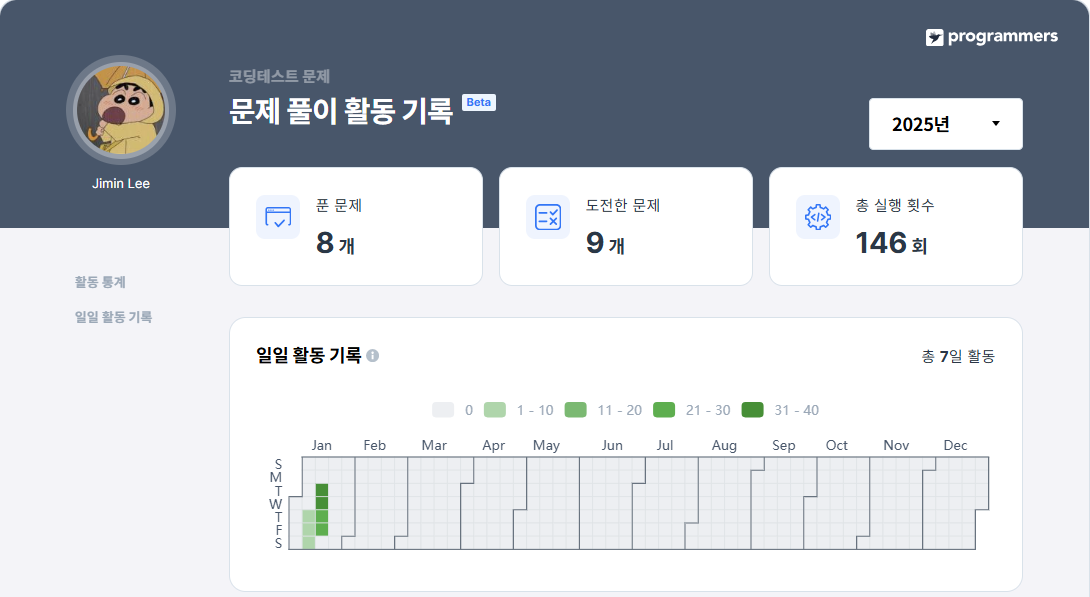 programmers
코딩테스트 문제
문제 풀이 활동 기록 Beta
2025년
Jimin Lee
푼 문제
8 개
도전한 문제
9 개
총 실행 횟수
146 회
활동 통계
일일 활동 기록
일일 활동 기록
총 7일 활동
0 1 - 10 11 - 20 21 - 30 31 - 40
Jan Feb Mar Apr May Jun Jul Aug Sep Oct Nov Dec
S
M
T
W
T
F
S